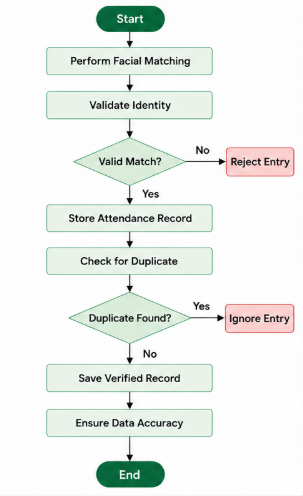 Start
Perform Facial Matching
Validate Identity
Valid Match?
No
Reject Entry
Yes
Store Attendance Record
Check for Duplicate
Duplicate Found?
Yes
Ignore Entry
No
Save Verified Record
Ensure Data Accuracy
End